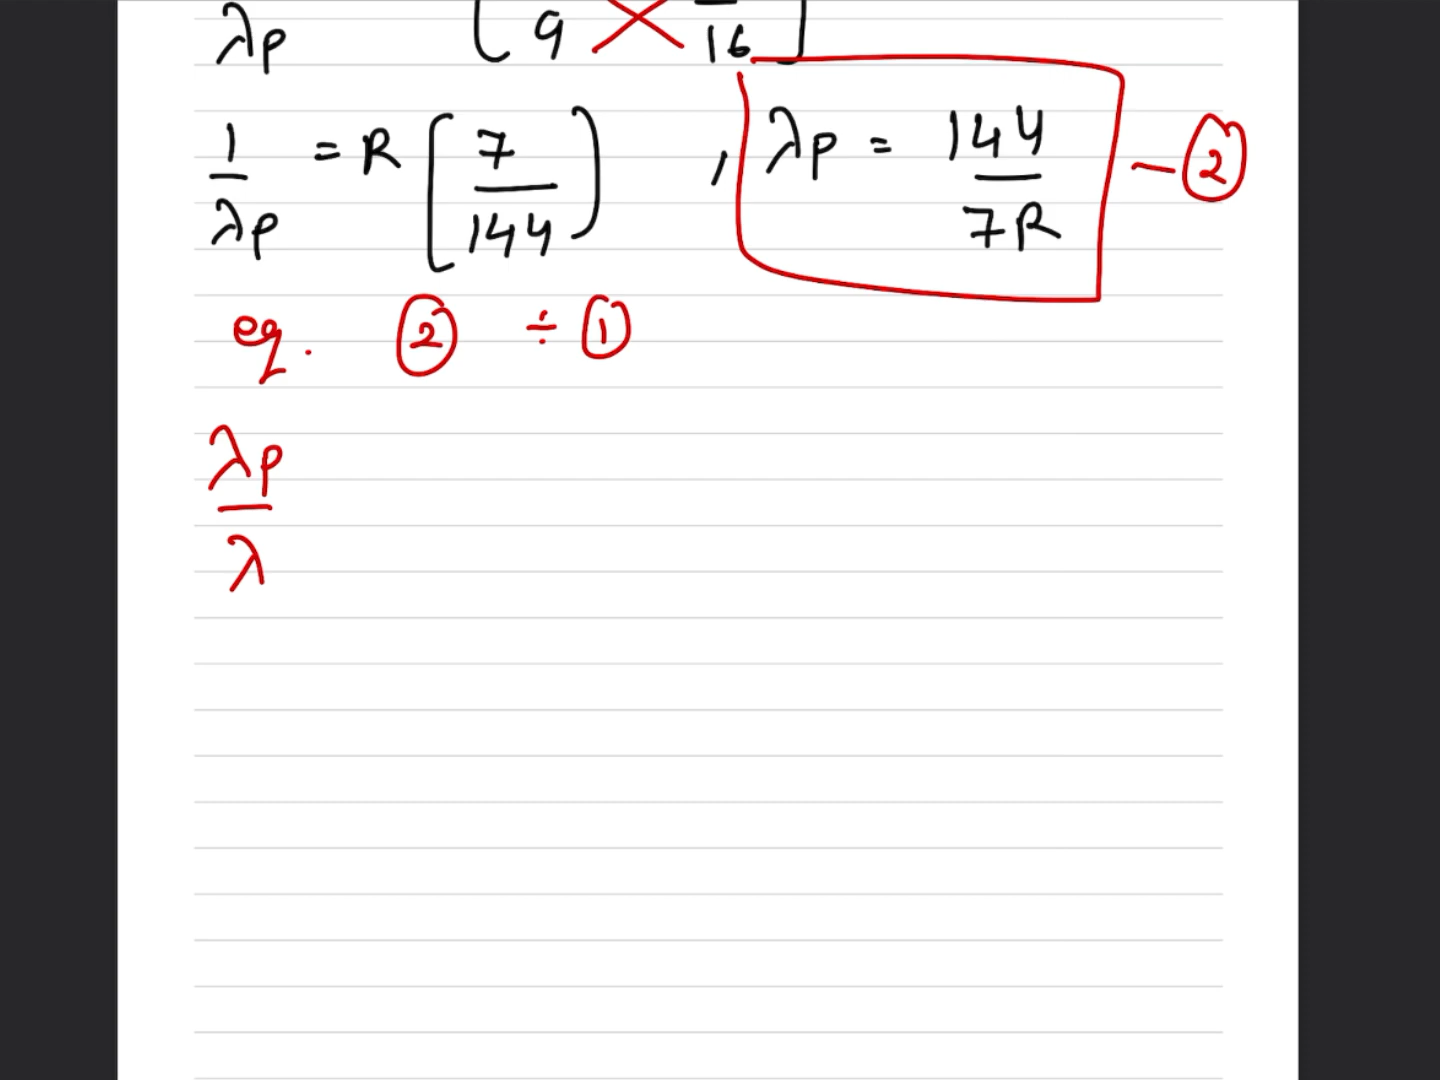 λp [ 9 16 ]
1/λp = R [ 7/144 ) , λp = 144/7R — ②
eq. ② ÷ ①
λp/λ